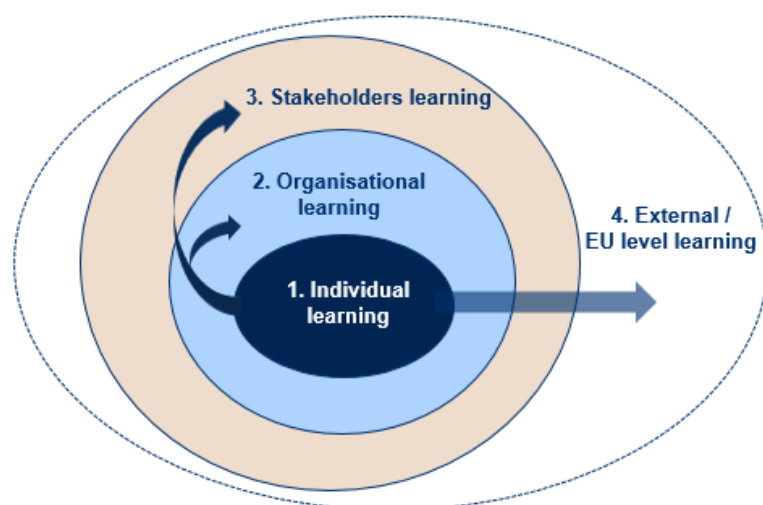 3. Stakeholders learning
2. Organisational
learning
4. External /
EU level learning
1. Individual
learning